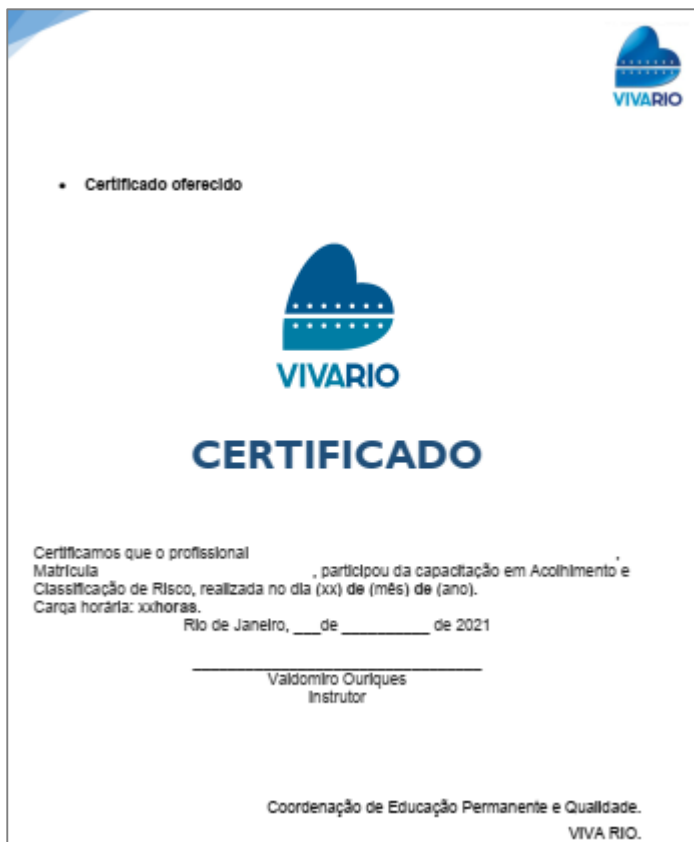 VIVARIO
• Certificado oferecido
VIVARIO
CERTIFICADO
Certificamos que o profissional ,
Matrícula , participou da capacitação em Acolhimento e
Classificação de Risco, realizada no dia (xx) de (mês) de (ano).
Carga horária: xxhoras.
Rio de Janeiro, ___de __________ de 2021
________________________________
Valdomiro Ouriques
Instrutor
Coordenação de Educação Permanente e Qualidade.
VIVA RIO.